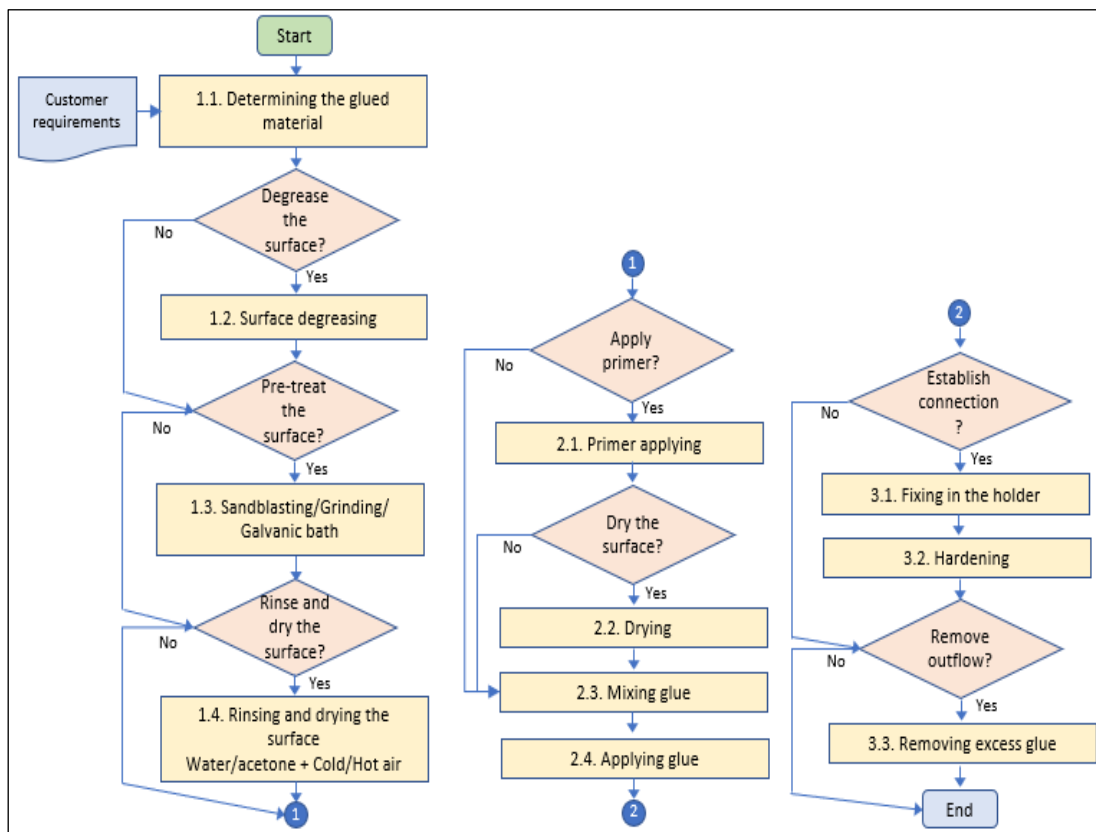 Start
Customer
requirements
1.1. Determining the glued
material
Degrease
the
surface?
No
Yes
1.2. Surface degreasing
Pre-treat
the
surface?
No
Yes
1.3. Sandblasting/Grinding/
Galvanic bath
Rinse and
dry the
surface?
No
Yes
1.4. Rinsing and drying the
surface
Water/acetone + Cold/Hot air
1
1
Apply
primer?
No
Yes
2.1. Primer applying
Dry the
surface?
No
Yes
2.2. Drying
2.3. Mixing glue
2.4. Applying glue
2
2
Establish
connection
?
No
Yes
3.1. Fixing in the holder
3.2. Hardening
Remove
outflow?
No
Yes
3.3. Removing excess glue
End